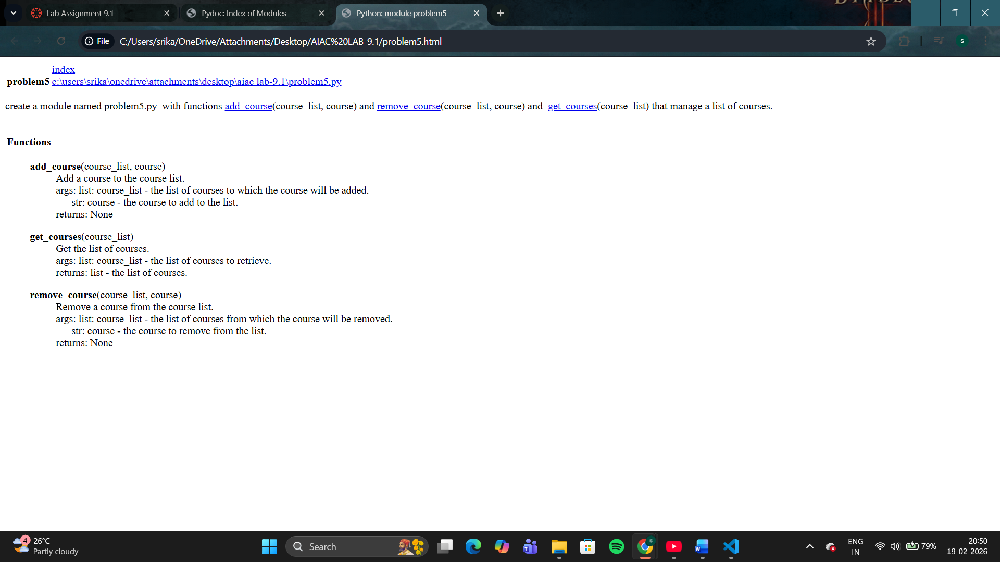 Lab Assignment 9.1
Pydoc: Index of Modules
Python: module problem5
File
C:/Users/srika/OneDrive/Attachments/Desktop/AIAC%20LAB-9.1/problem5.html
s
index
problem5 c:\users\srika\onedrive\attachments\desktop\aiac lab-9.1\problem5.py
create a module named problem5.py  with functions add_course(course_list, course) and remove_course(course_list, course) and  get_courses(course_list) that manage a list of courses.
Functions
add_course(course_list, course)
Add a course to the course list.
args: list: course_list - the list of courses to which the course will be added.
str: course - the course to add to the list.
returns: None
get_courses(course_list)
Get the list of courses.
args: list: course_list - the list of courses to retrieve.
returns: list - the list of courses.
remove_course(course_list, course)
Remove a course from the course list.
args: list: course_list - the list of courses from which the course will be removed.
str: course - the course to remove from the list.
returns: None
4
26°C
Partly cloudy
Search
ENG
IN
79%
20:50
19-02-2026